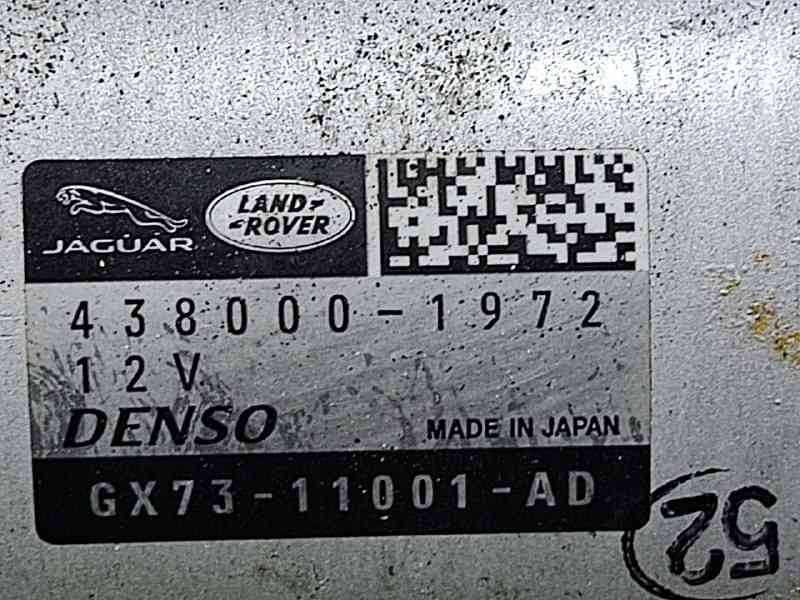 JAGUAR
LAND-
-ROVER
438000-1972
12V
DENSO
MADE IN JAPAN
GX73-11001-AD
52